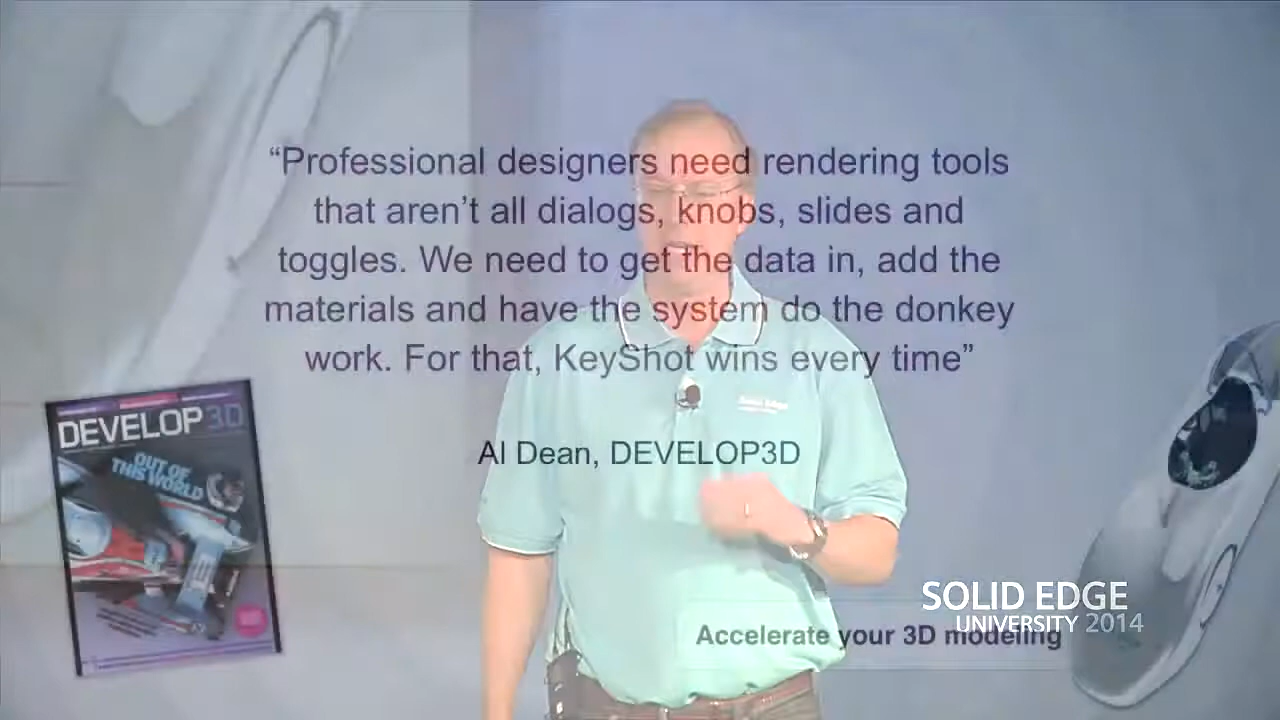 “Professional designers need rendering tools
that aren’t all dialogs, knobs, slides and
toggles. We need to get the data in, add the
materials and have the system do the donkey
work. For that, KeyShot wins every time”
Al Dean, DEVELOP3D
DEVELOP3D
OUT OF
THIS WORLD
Solid Edge
SOLID EDGE
UNIVERSITY 2014
Accelerate your 3D modeling